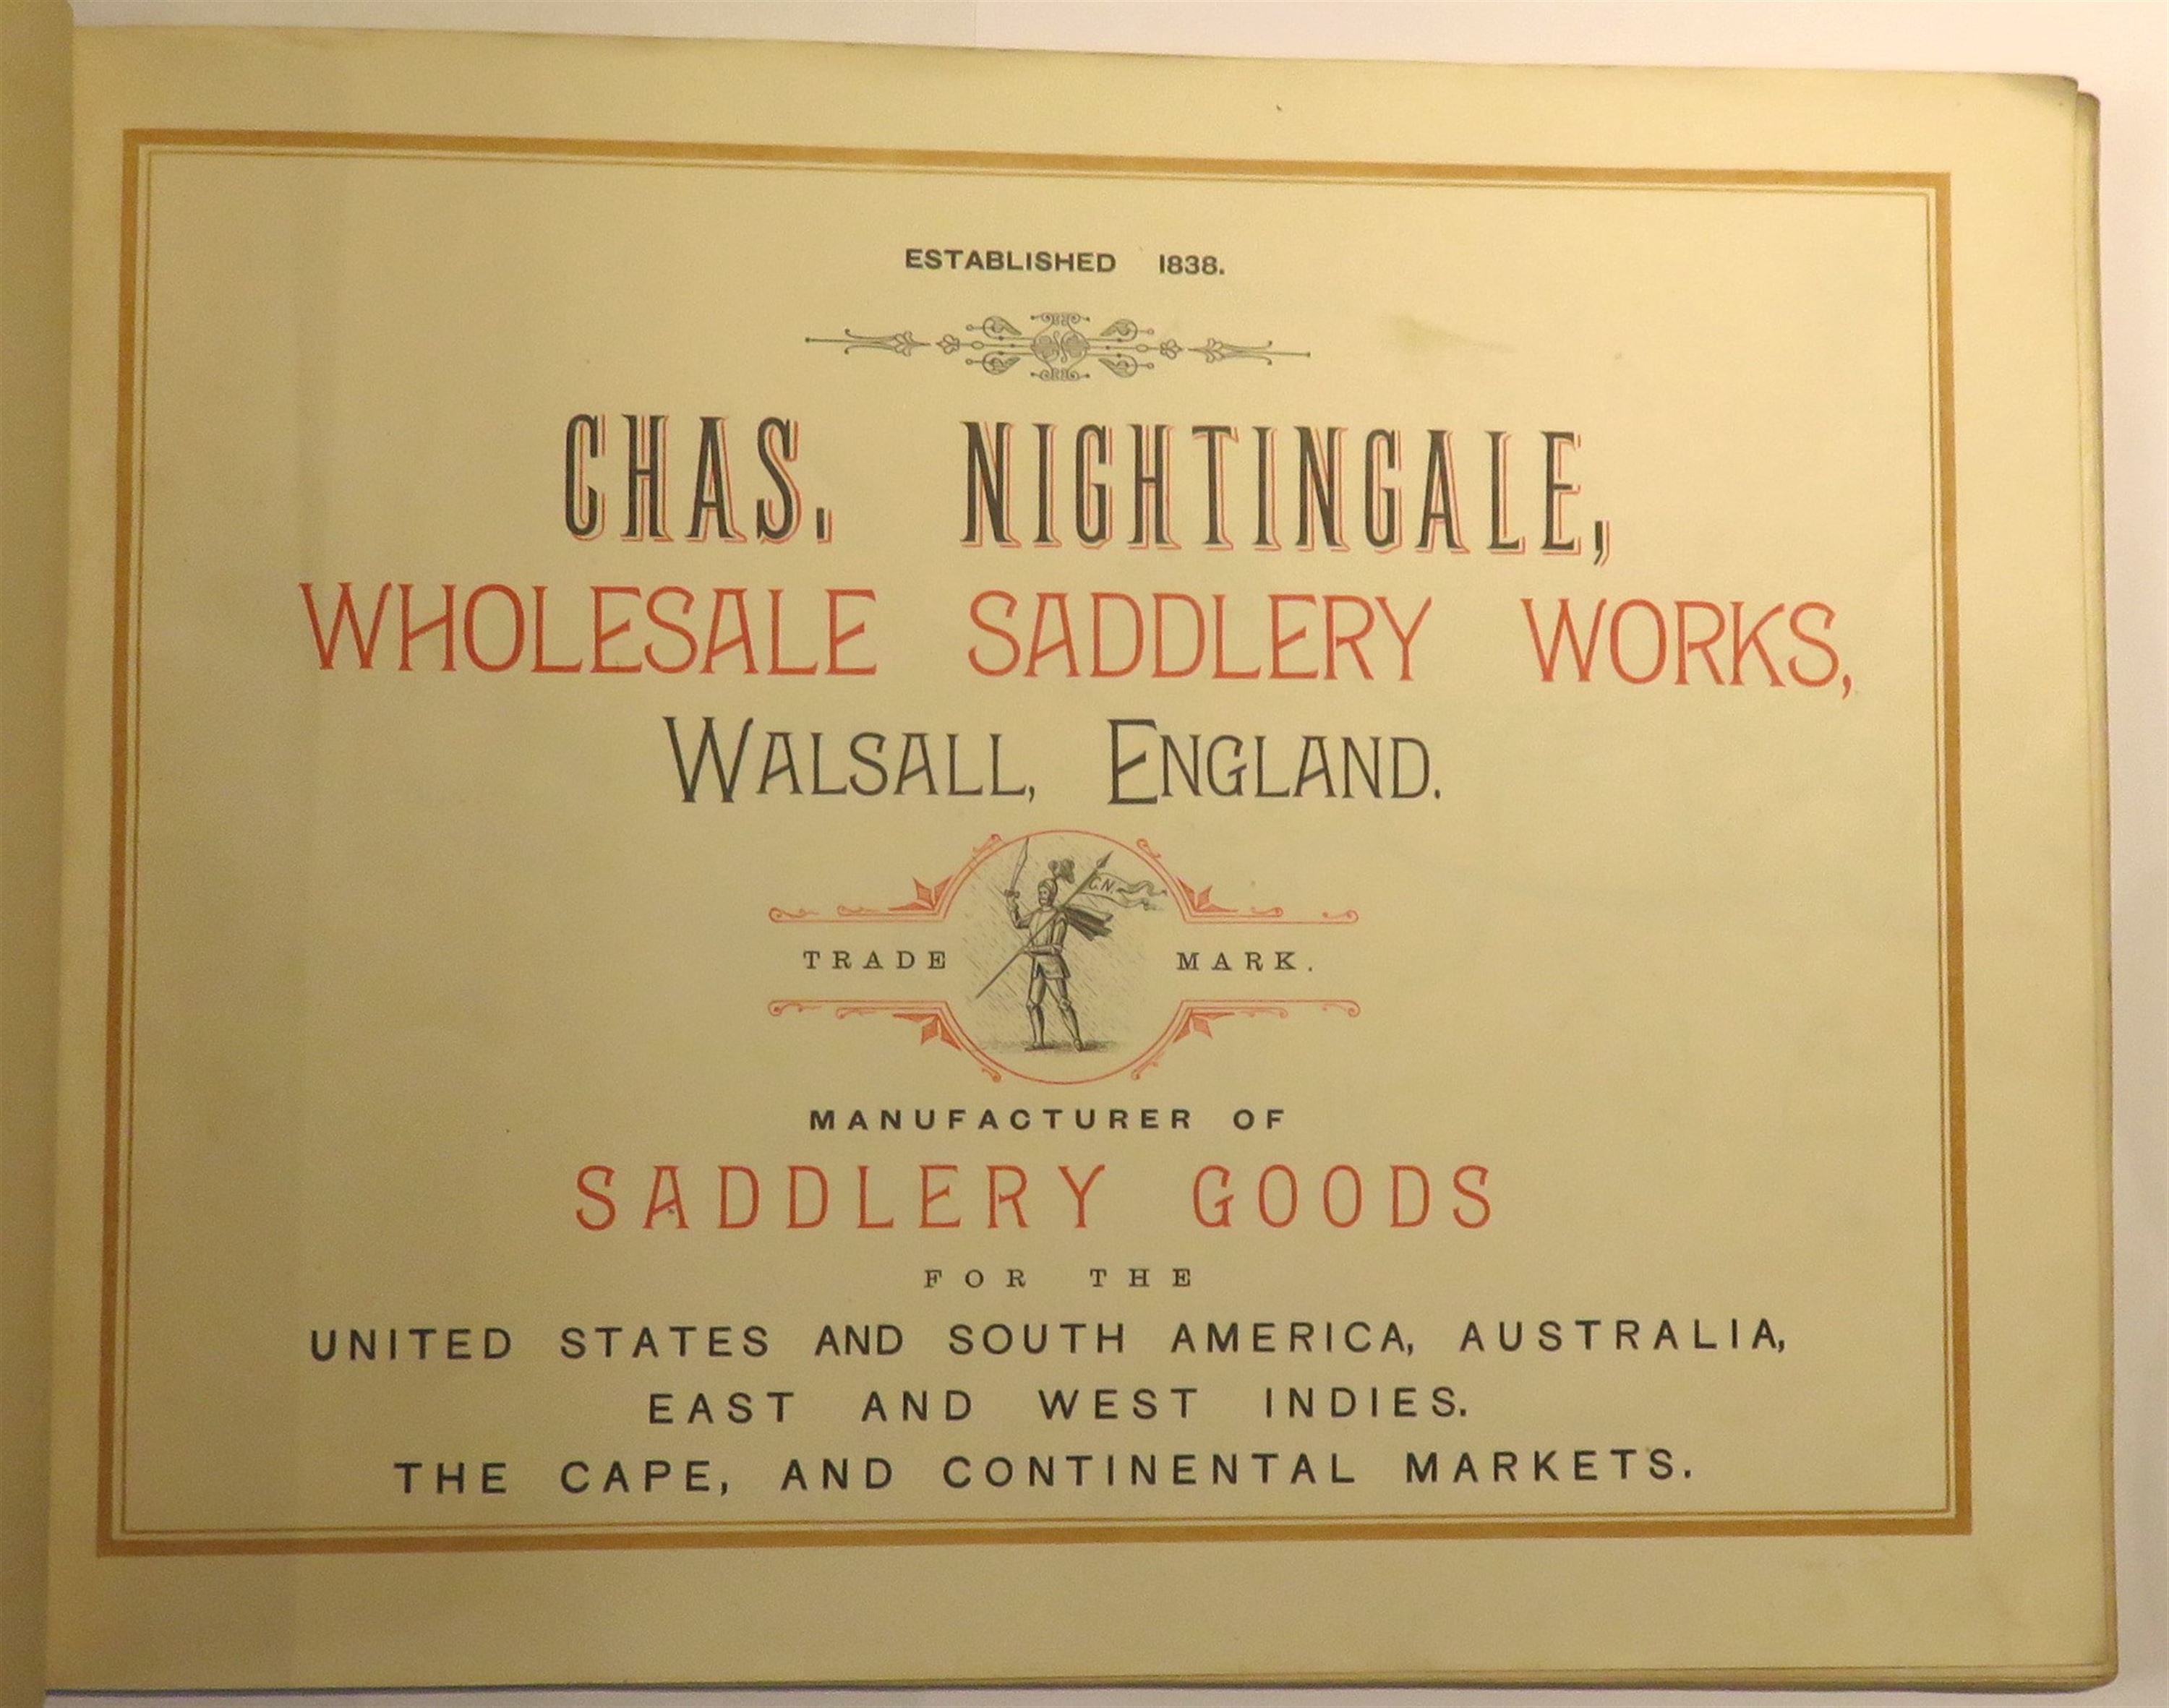 ESTABLISHED 1838.
CHAS. NIGHTINGALE,
WHOLESALE SADDLERY WORKS,
WALSALL, ENGLAND.
C.N.
TRADE MARK.
MANUFACTURER OF
SADDLERY GOODS
FOR THE
UNITED STATES AND SOUTH AMERICA, AUSTRALIA,
EAST AND WEST INDIES.
THE CAPE, AND CONTINENTAL MARKETS.